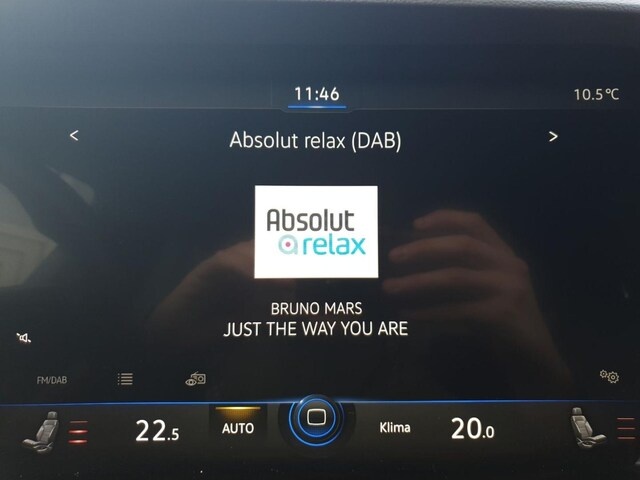 11:46
10.5°C
< Absolut relax (DAB) >
Absolut
relax
BRUNO MARS
JUST THE WAY YOU ARE
FM/DAB
22.5 AUTO Klima 20.0